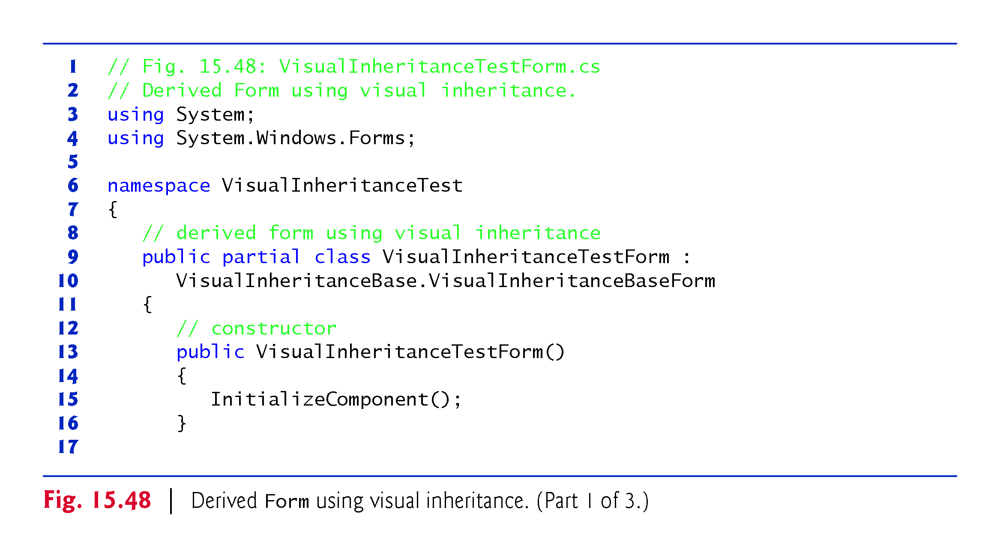 1 // Fig. 15.48: VisualInheritanceTestForm.cs
2 // Derived Form using visual inheritance.
3 using System;
4 using System.Windows.Forms;
5
6 namespace VisualInheritanceTest
7 {
8 // derived form using visual inheritance
9 public partial class VisualInheritanceTestForm :
10 VisualInheritanceBase.VisualInheritanceBaseForm
11 {
12 // constructor
13 public VisualInheritanceTestForm()
14 {
15 InitializeComponent();
16 }
17
Fig. 15.48 | Derived Form using visual inheritance. (Part 1 of 3.)